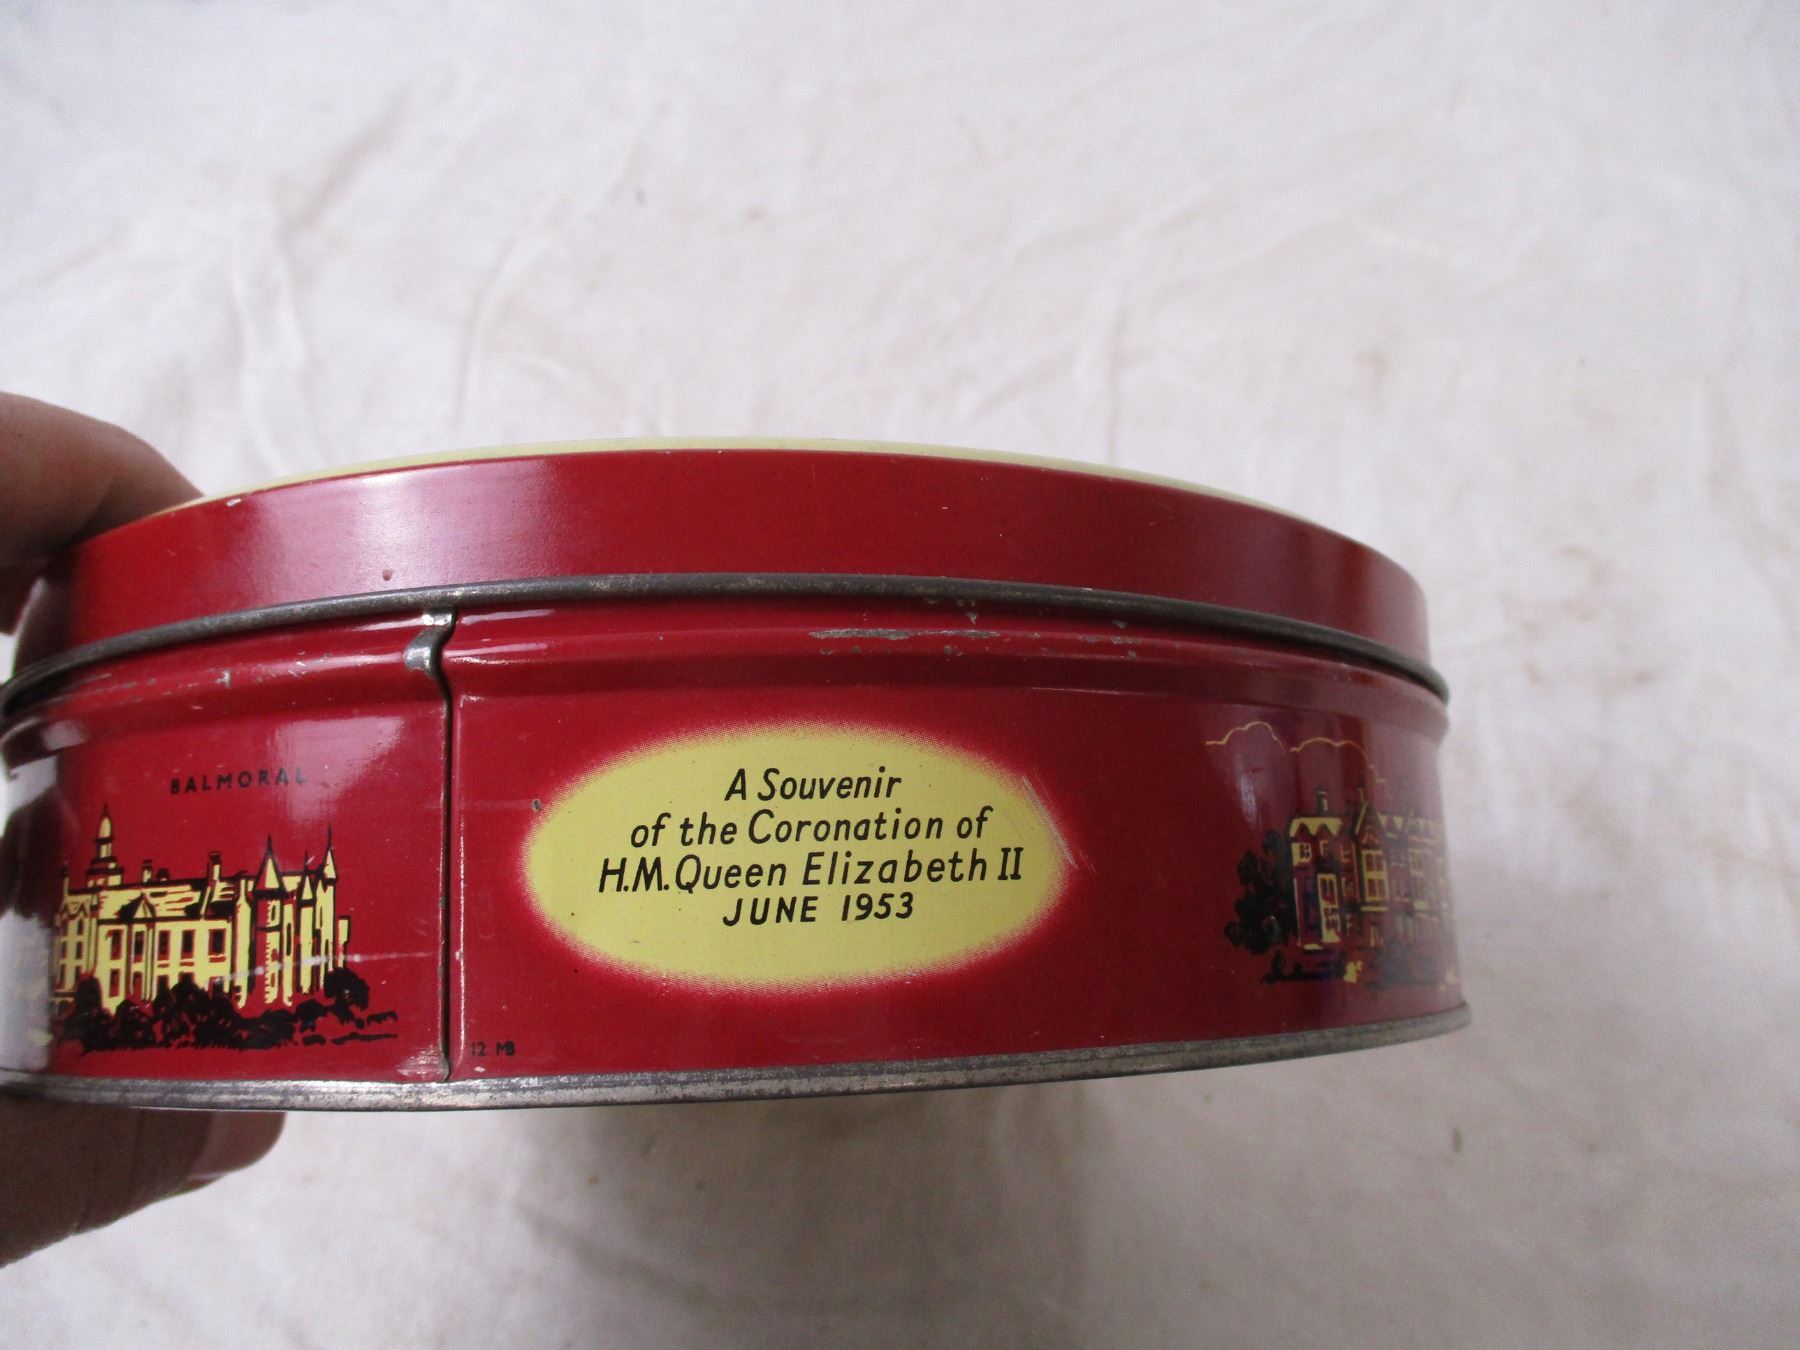 BALMORAL
A Souvenir
of the Coronation of
H.M. Queen Elizabeth II
JUNE 1953
12 MB